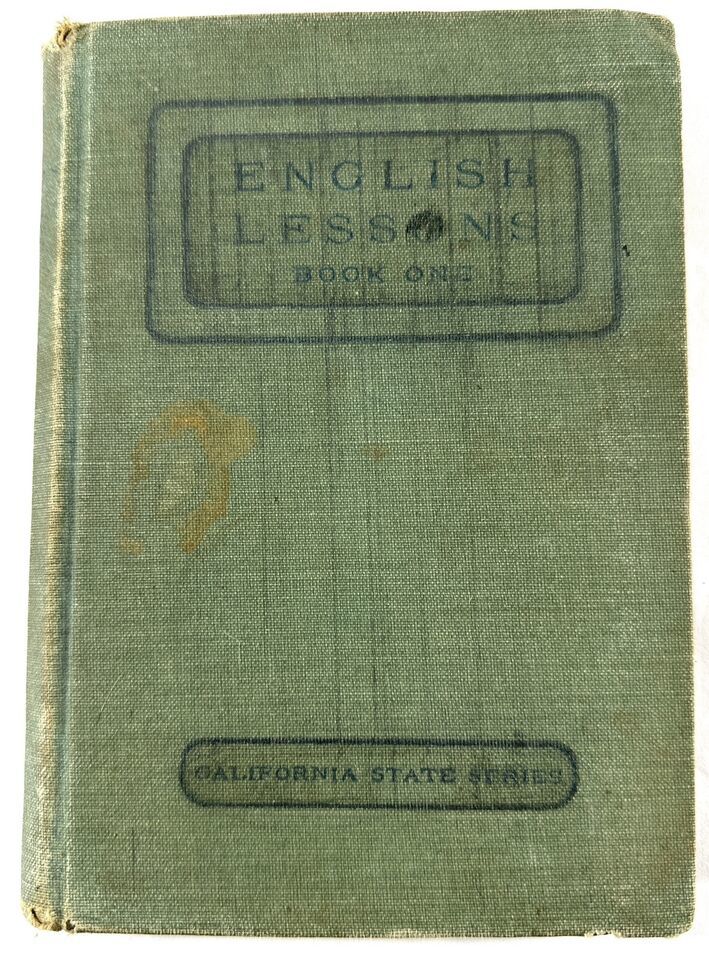 ENGLISH
LESSONS
BOOK ONE
CALIFORNIA STATE SERIES